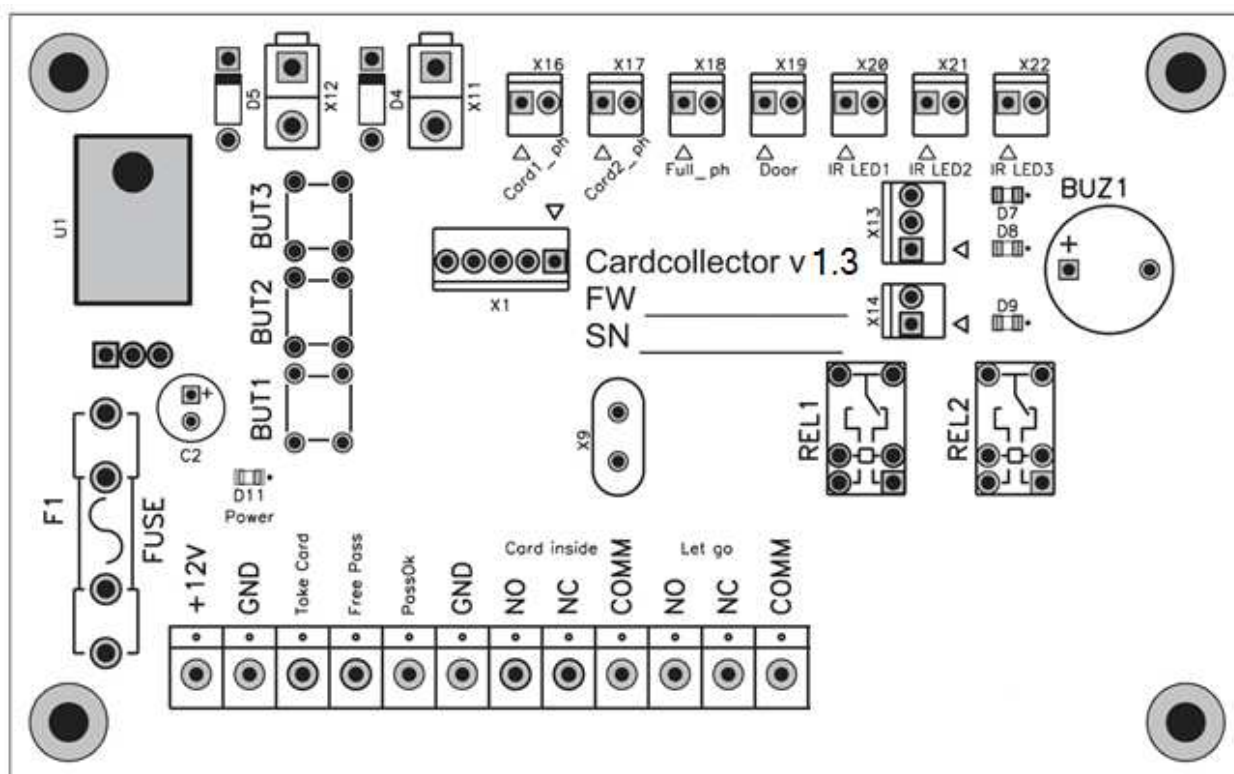 X16 X17 X18 X19 X20 X21 X22
D5 X12 D4 X11
Card1_ph Card2_ph Full_ph Door IR LED1 IR LED2 IR LED3
U1
BUT3
X13
D7
D8
BUZ1
+
X1
Cardcollector v 1.3
FW
SN
BUT2
X14
D9
BUT1
C2
+
X9
REL1
REL2
D11
Power
F1
FUSE
Card inside Let go
+12V GND Take Card Free Pass PassOk GND NO NC COMM NO NC COMM